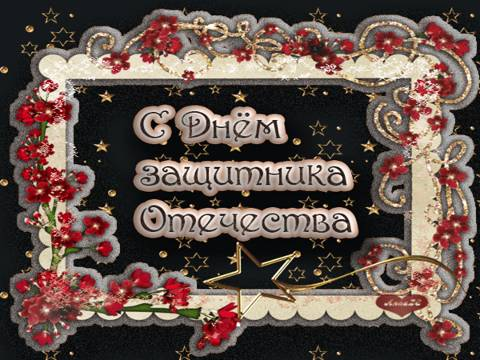 С Днём
защитника
Отечества